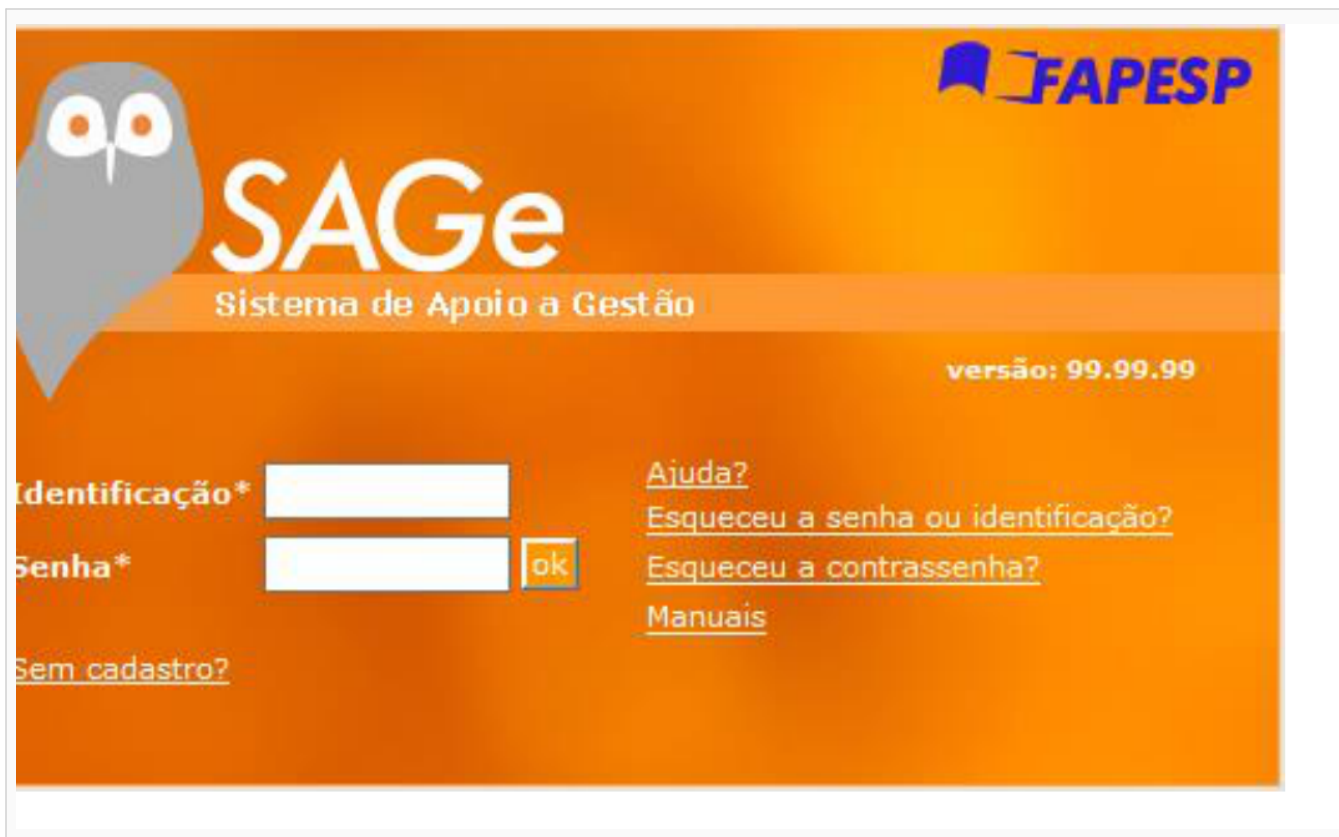 FAPESP
SAGe
Sistema de Apoio a Gestão
versão: 99.99.99
Identificação*
Senha*
ok
Sem cadastro?
Ajuda?
Esqueceu a senha ou identificação?
Esqueceu a contrassenha?
Manuais